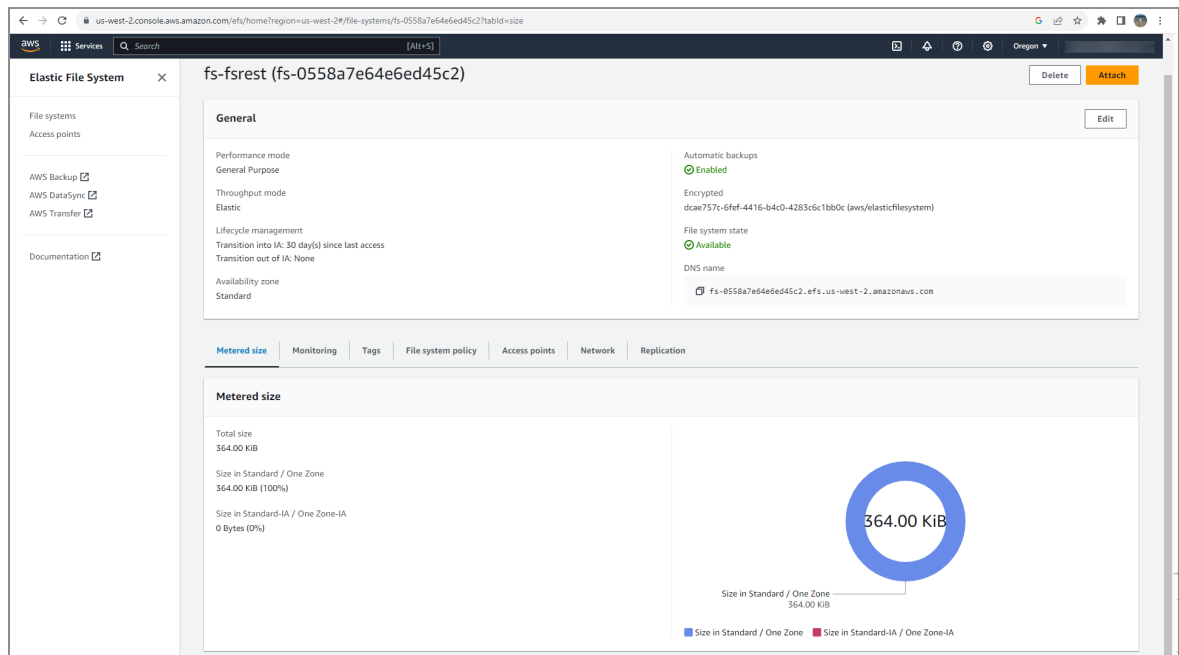 us-west-2.console.aws.amazon.com/efs/home?region=us-west-2#/file-systems/fs-0558a7e64e6ed45c2?tabId=size
aws Services Search [Alt+S] Oregon
Elastic File System
File systems
Access points
AWS Backup
AWS DataSync
AWS Transfer
Documentation
fs-fsrest (fs-0558a7e64e6ed45c2)
Delete Attach
General
Edit
Performance mode
General Purpose
Throughput mode
Elastic
Lifecycle management
Transition into IA: 30 day(s) since last access
Transition out of IA: None
Availability zone
Standard
Automatic backups
Enabled
Encrypted
dcae757c-6fef-4416-b4c0-4283c6c1bb0c (aws/elasticfilesystem)
File system state
Available
DNS name
fs-0558a7e64e6ed45c2.efs.us-west-2.amazonaws.com
Metered size Monitoring Tags File system policy Access points Network Replication
Metered size
Total size
364.00 KiB
Size in Standard / One Zone
364.00 KiB (100%)
Size in Standard-IA / One Zone-IA
0 Bytes (0%)
364.00 KiB
Size in Standard / One Zone
364.00 KiB
Size in Standard / One Zone Size in Standard-IA / One Zone-IA